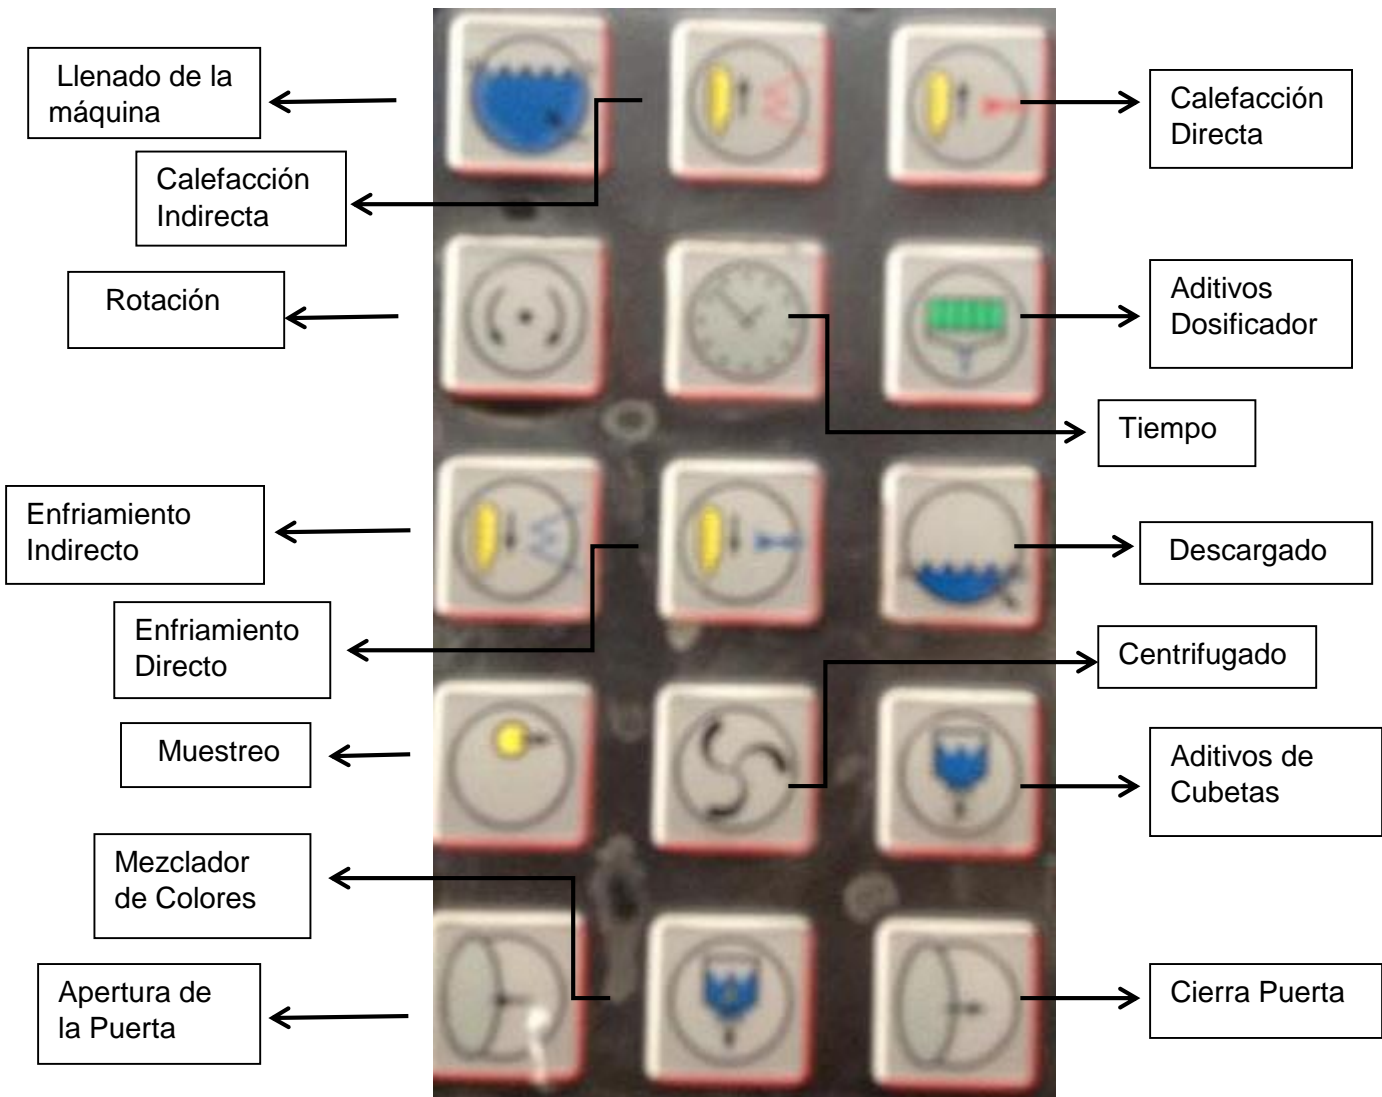 Llenado de la
máquina
Calefacción
Directa
Calefacción
Indirecta
Rotación
Aditivos
Dosificador
Tiempo
Enfriamiento
Indirecto
Descargado
Enfriamiento
Directo
Centrifugado
Muestreo
Aditivos de
Cubetas
Mezclador
de Colores
Apertura de
la Puerta
Cierra Puerta